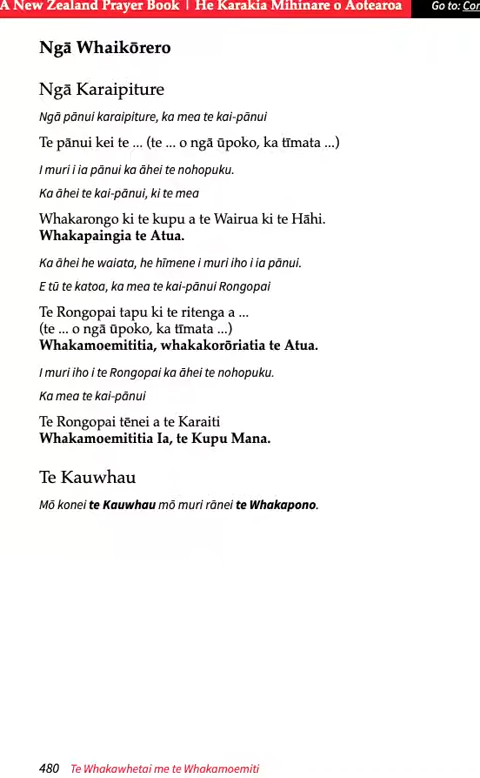 A New Zealand Prayer Book | He Karakia Mihinare o Aotearoa
Go to:
Ngā Whaikōrero
Ngā Karaipiture
Ngā pānui karaipiture, ka mea te kai-pānui
Te pānui kei te ... (te ... o ngā ūpoko, ka tīmata ...)
I muri i ia pānui ka āhei te nohopuku.
Ka āhei te kai-pānui, ki te mea
Whakarongo ki te kupu a te Wairua ki te Hāhi.
Whakapaingia te Atua.
Ka āhei he waiata, he hīmene i muri iho i ia pānui.
E tū te katoa, ka mea te kai-pānui Rongopai
Te Rongopai tapu ki te ritenga a ...
(te ... o ngā ūpoko, ka tīmata ...)
Whakamoemititia, whakakorōriatia te Atua.
I muri iho i te Rongopai ka āhei te nohopuku.
Ka mea te kai-pānui
Te Rongopai tēnei a te Karaiti
Whakamoemititia Ia, te Kupu Mana.
Te Kauwhau
Mō konei te Kauwhau mō muri rānei te Whakapono.
480 Te Whakawhetai me te Whakamoemiti